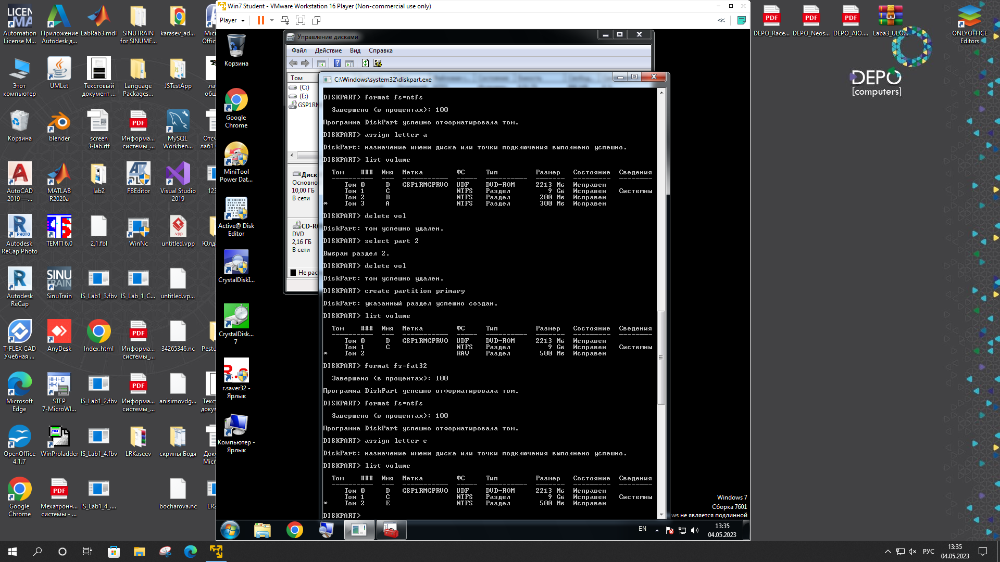 Automation
License M...
Приложение
Autodesk д...
LabRab3.mdl
SINUTRAIN
for SINUME...
karasev_ad...
Micr
Offic
Этот
компьютер
UMLet
Текстовый
документ ...
Language
Packages...
JSTestApp
ла
общ
Корзина
blender
screen
3-lab.rtf
Информа...
системы_...
MySQL
Workben...
Отсч
лаб1
AutoCAD
2019 —...
MATLAB
R2020a
lab2
FBEditor
Visual Studio
2019
123
Autodesk
ReCap Photo
ТЕМП 6.0
2,1.fbl
WinNc
untitled.vpp
Юлд
Autodesk
ReCap
SinuTrain
IS_Lab1_3.fbv
IS_Lab_1_C...
untitled.vp...
T-FLEX CAD
Учебная ...
AnyDesk
Index.html
Информа...
системы_...
34265346.nc
Pestu
Microsoft
Edge
STEP
7-MicroWI...
IS_Lab1_2.fbv
Информа...
системы_...
anisimovdg...
Текс
докум
OpenOffice
4.1.7
WinProladder
IS_Lab1_4.fbv
LRKaseev
скрины Бодя
Доку
Micr
Google
Chrome
Мехатронн...
системы - ...
IS_Lab1_4_....
bocharova.nc
LR2
Win7 Student - VMware Workstation 16 Player (Non-commercial use only)
Player
Корзина
Google
Chrome
MiniTool
Power Dat...
Active@ Disk
Editor
CrystalDiskI...
CrystalDisk...
7
r.saver32 -
Ярлык
Компьютер -
Ярлык
Управление дисками
Файл Действие Вид Справка
Том
(C:)
(E:)
GSP1RM
Диск
Основно
10,00 ГБ
В сети
CD-RO
DVD
2,16 ГБ
В сети
Не рас
C:\Windows\system32\diskpart.exe
DISKPART> format fs=ntfs
Завершено (в процентах): 100
Программа DiskPart успешно отформатировала том.
DISKPART> assign letter a
DiskPart: назначение имени диска или точки подключения выполнено успешно.
DISKPART> list volume
Том ### Имя Метка ФС Тип Размер Состояние Сведения
Том 0 D GSP1RMCPRVO UDF DVD-ROM 2213 Мб Исправен
Том 1 C NTFS Раздел 9 Gб Исправен Системны
Том 2 B NTFS Раздел 200 Мб Исправен
* Том 3 A NTFS Раздел 300 Мб Исправен
DISKPART> delete vol
DiskPart: том успешно удален.
DISKPART> select part 2
Выбран раздел 2.
DISKPART> delete vol
DiskPart: том успешно удален.
DISKPART> create partition primary
DiskPart: указанный раздел успешно создан.
DISKPART> list volume
Том ### Имя Метка ФС Тип Размер Состояние Сведения
Том 0 D GSP1RMCPRVO UDF DVD-ROM 2213 Мб Исправен
Том 1 C NTFS Раздел 9 Gб Исправен Системны
* Том 2 RAW Раздел 500 Мб Исправен
DISKPART> format fs=fat32
Завершено (в процентах): 100
Программа DiskPart успешно отформатировала том.
DISKPART> format fs=ntfs
Завершено (в процентах): 100
Программа DiskPart успешно отформатировала том.
DISKPART> assign letter e
DiskPart: назначение имени диска или точки подключения выполнено успешно.
DISKPART> list volume
Том ### Имя Метка ФС Тип Размер Состояние Сведения
Том 0 D GSP1RMCPRVO UDF DVD-ROM 2213 Мб Исправен
Том 1 C NTFS Раздел 9 Gб Исправен Системны
* Том 2 E NTFS Раздел 500 Мб Исправен
DISKPART>
Windows 7
Сборка 7601
ws не является подлинной
EN
13:35
04.05.2023
DEPO_Race...
DEPO_Neos...
DEPO_AIO....
Laba3_ULO...
ONLYOFFICE
Editors
DEPO
[computers]
РУС
13:35
04.05.2023